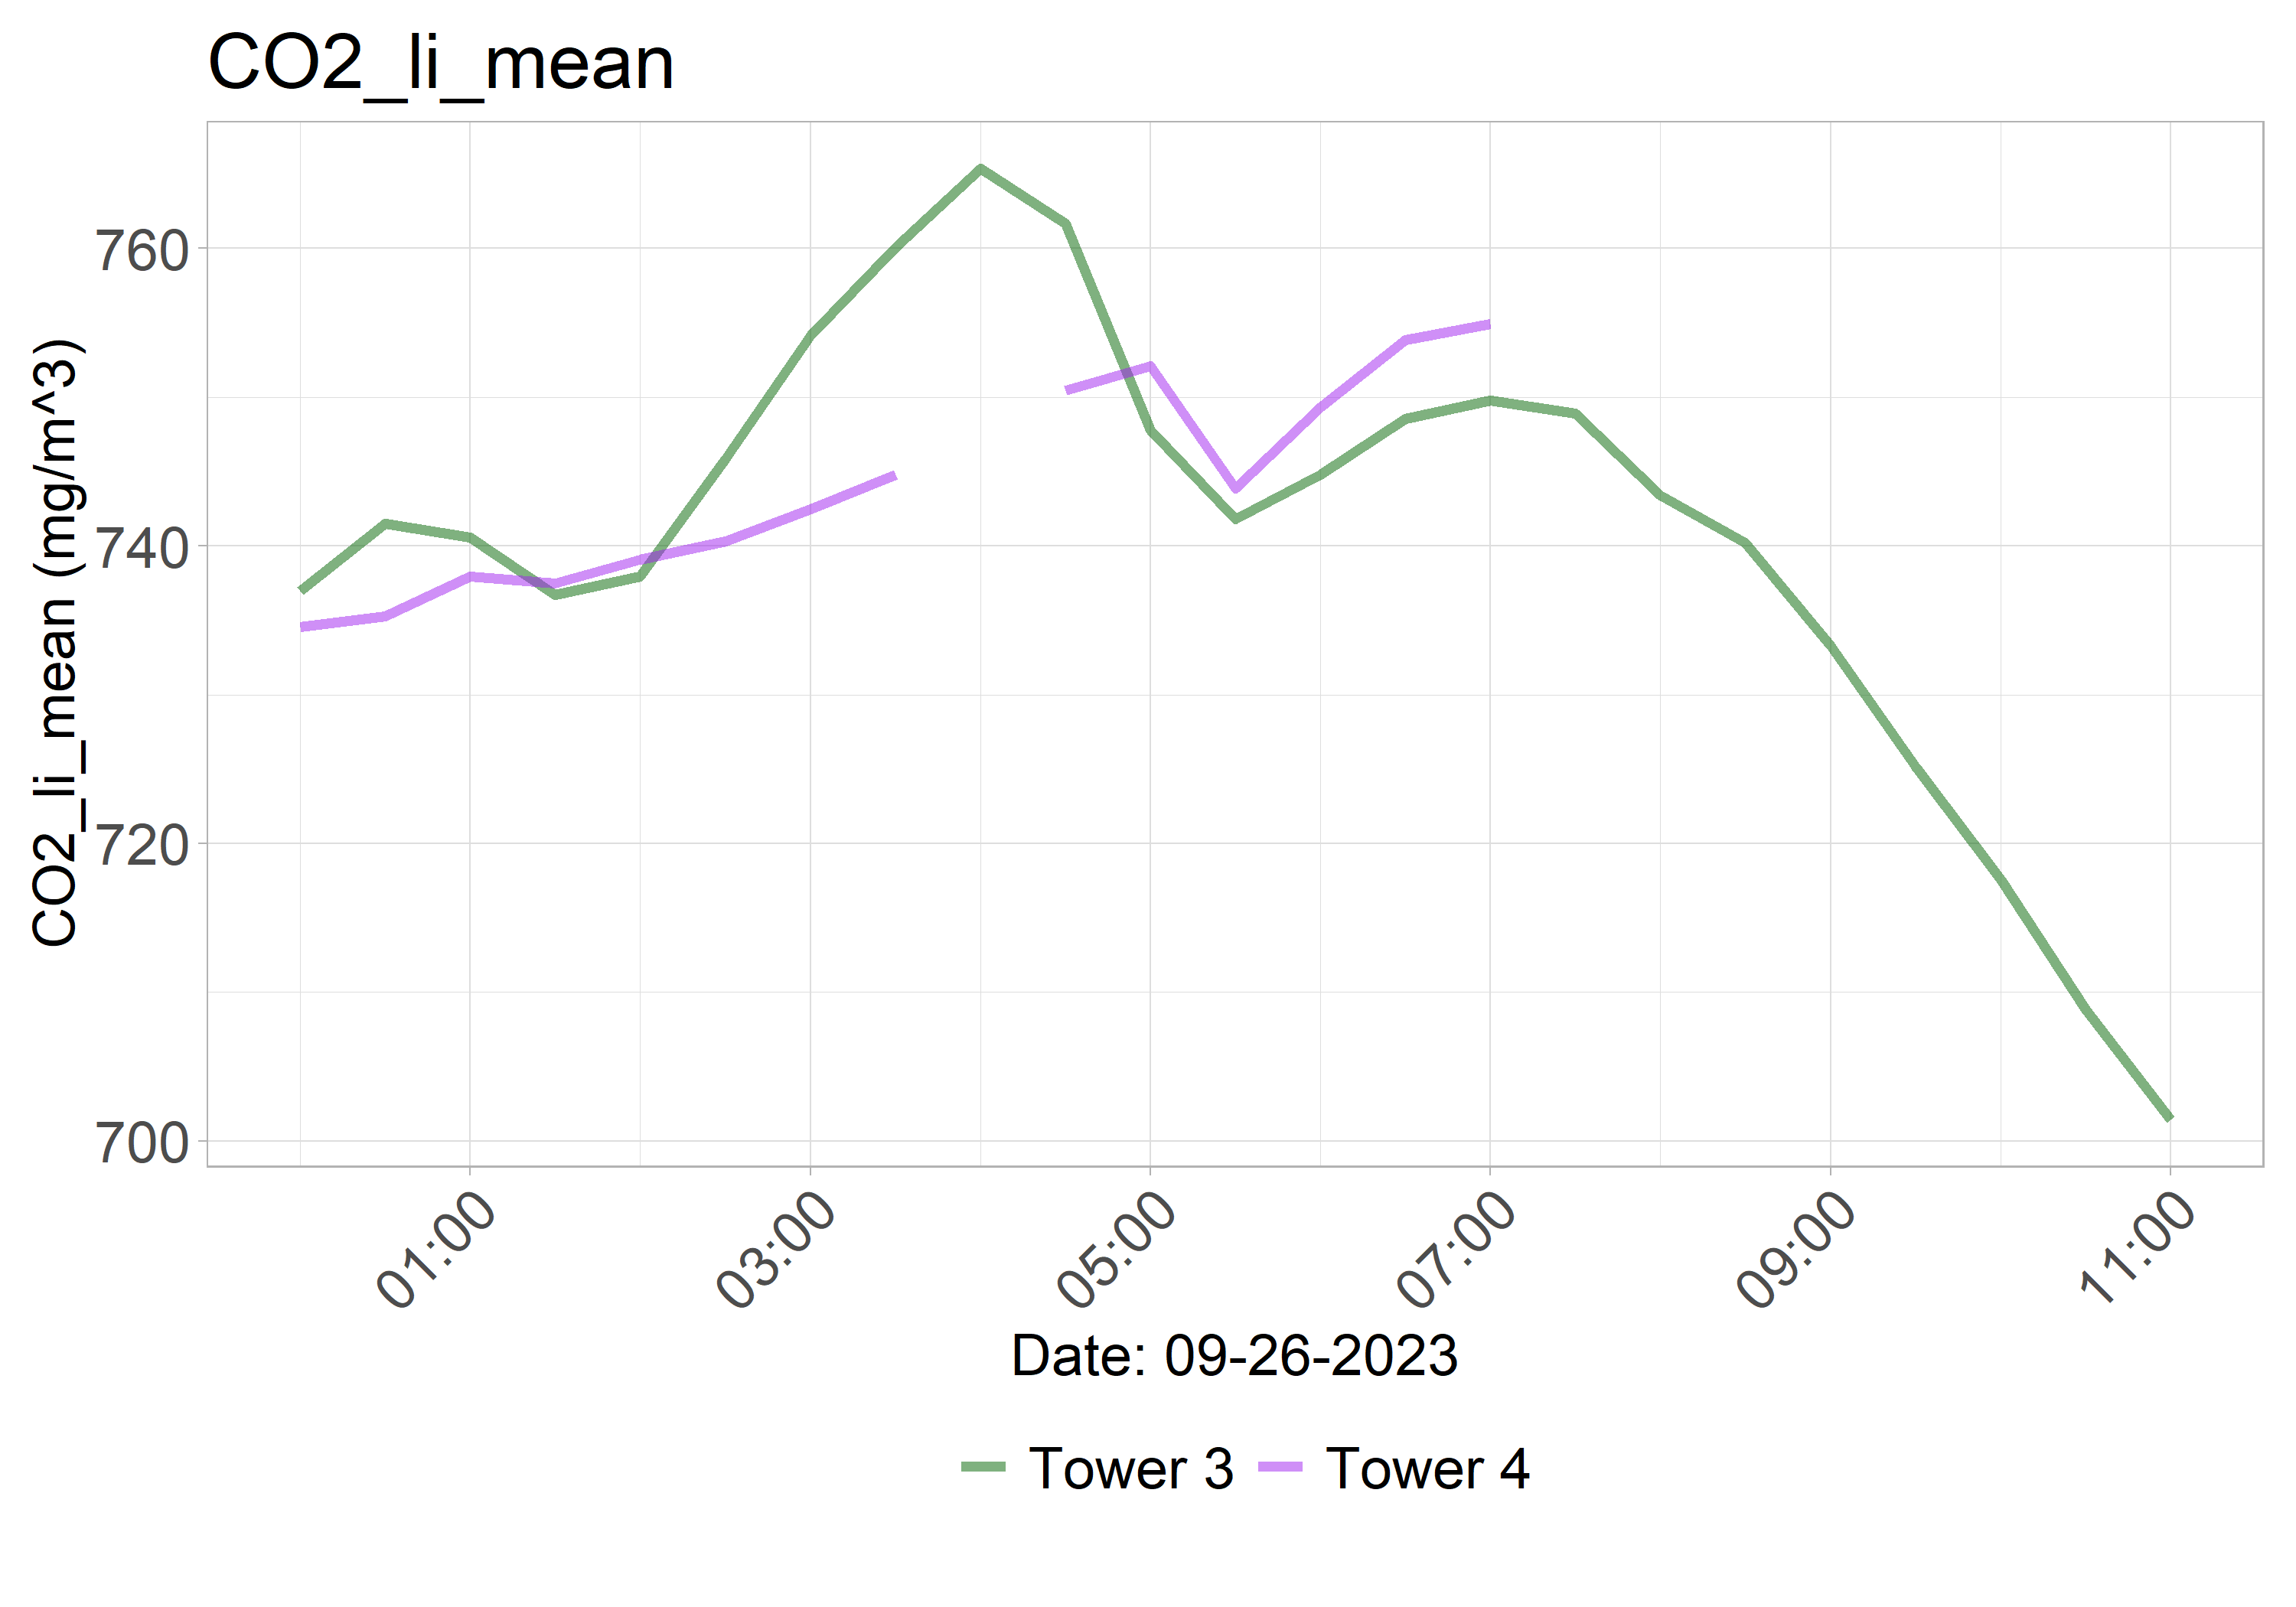 CO2_li_mean
CO2_li_mean (mg/m^3)
760
740
720
700
01:00
03:00
05:00
07:00
09:00
11:00
Date: 09-26-2023
Tower 3
Tower 4